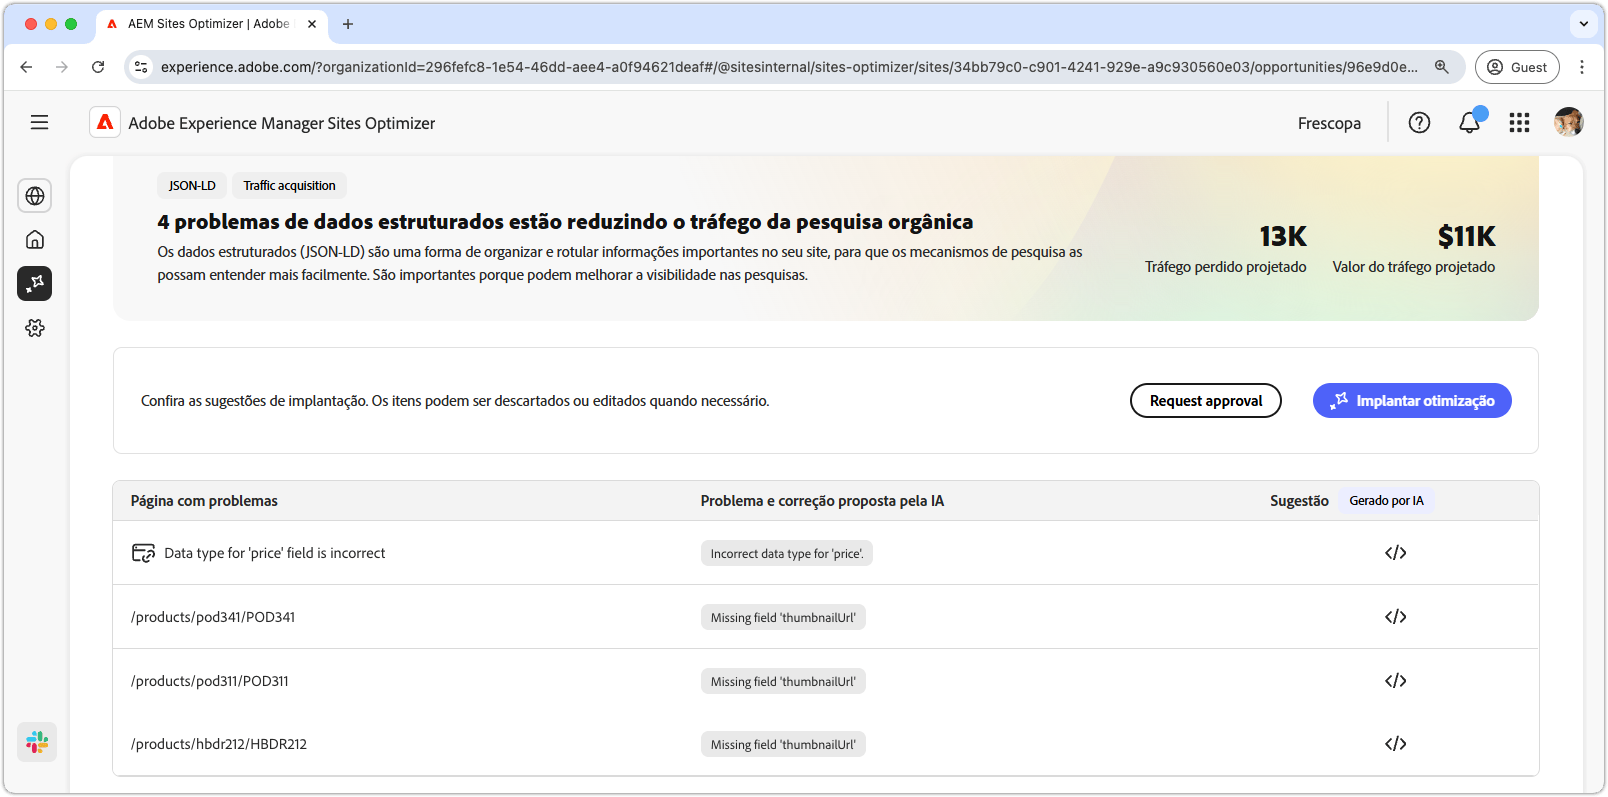 AEM Sites Optimizer | Adobe
experience.adobe.com/?organizationId=296fefc8-1e54-46dd-aee4-a0f94621deaf#/@sitesinternal/sites-optimizer/sites/34bb79c0-c901-4241-929e-a9c930560e03/opportunities/96e9d0e...
Guest
Adobe Experience Manager Sites Optimizer
Frescopa
JSON-LD Traffic acquisition
4 problemas de dados estruturados estão reduzindo o tráfego da pesquisa orgânica
Os dados estruturados (JSON-LD) são uma forma de organizar e rotular informações importantes no seu site, para que os mecanismos de pesquisa as
possam entender mais facilmente. São importantes porque podem melhorar a visibilidade nas pesquisas.
13K
Tráfego perdido projetado
$11K
Valor do tráfego projetado
Confira as sugestões de implantação. Os itens podem ser descartados ou editados quando necessário.
Request approval
Implantar otimização
Página com problemas Problema e correção proposta pela IA Sugestão Gerado por IA
Data type for 'price' field is incorrect Incorrect data type for 'price'.
/products/pod341/POD341 Missing field 'thumbnailUrl'
/products/pod311/POD311 Missing field 'thumbnailUrl'
/products/hbdr212/HBDR212 Missing field 'thumbnailUrl'